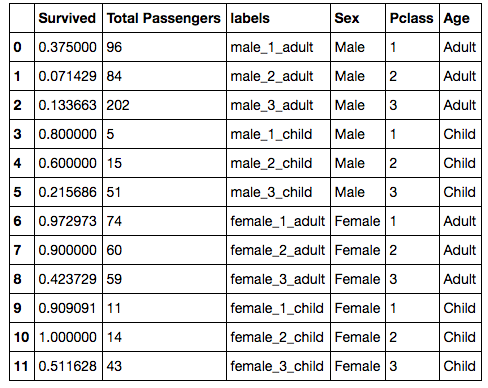 Survived Total Passengers labels Sex Pclass Age
0 0.375000 96 male_1_adult Male 1 Adult
1 0.071429 84 male_2_adult Male 2 Adult
2 0.133663 202 male_3_adult Male 3 Adult
3 0.800000 5 male_1_child Male 1 Child
4 0.600000 15 male_2_child Male 2 Child
5 0.215686 51 male_3_child Male 3 Child
6 0.972973 74 female_1_adult Female 1 Adult
7 0.900000 60 female_2_adult Female 2 Adult
8 0.423729 59 female_3_adult Female 3 Adult
9 0.909091 11 female_1_child Female 1 Child
10 1.000000 14 female_2_child Female 2 Child
11 0.511628 43 female_3_child Female 3 Child